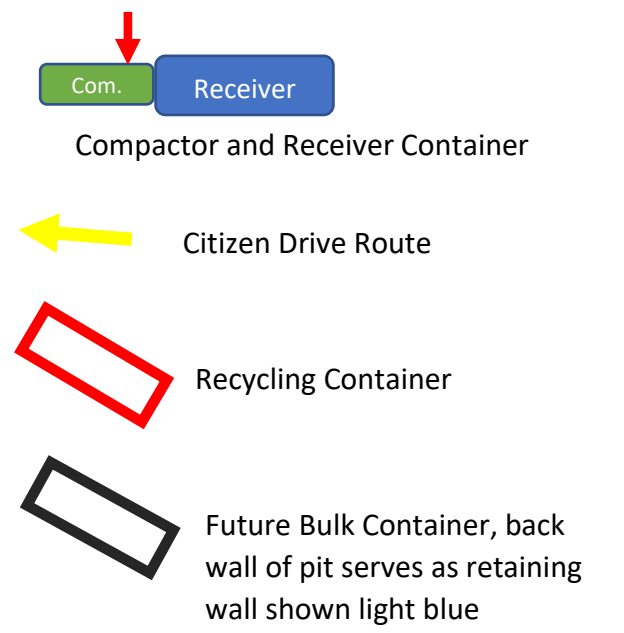 Com.
Receiver
Compactor and Receiver Container
Citizen Drive Route
Recycling Container
Future Bulk Container, back
wall of pit serves as retaining
wall shown light blue